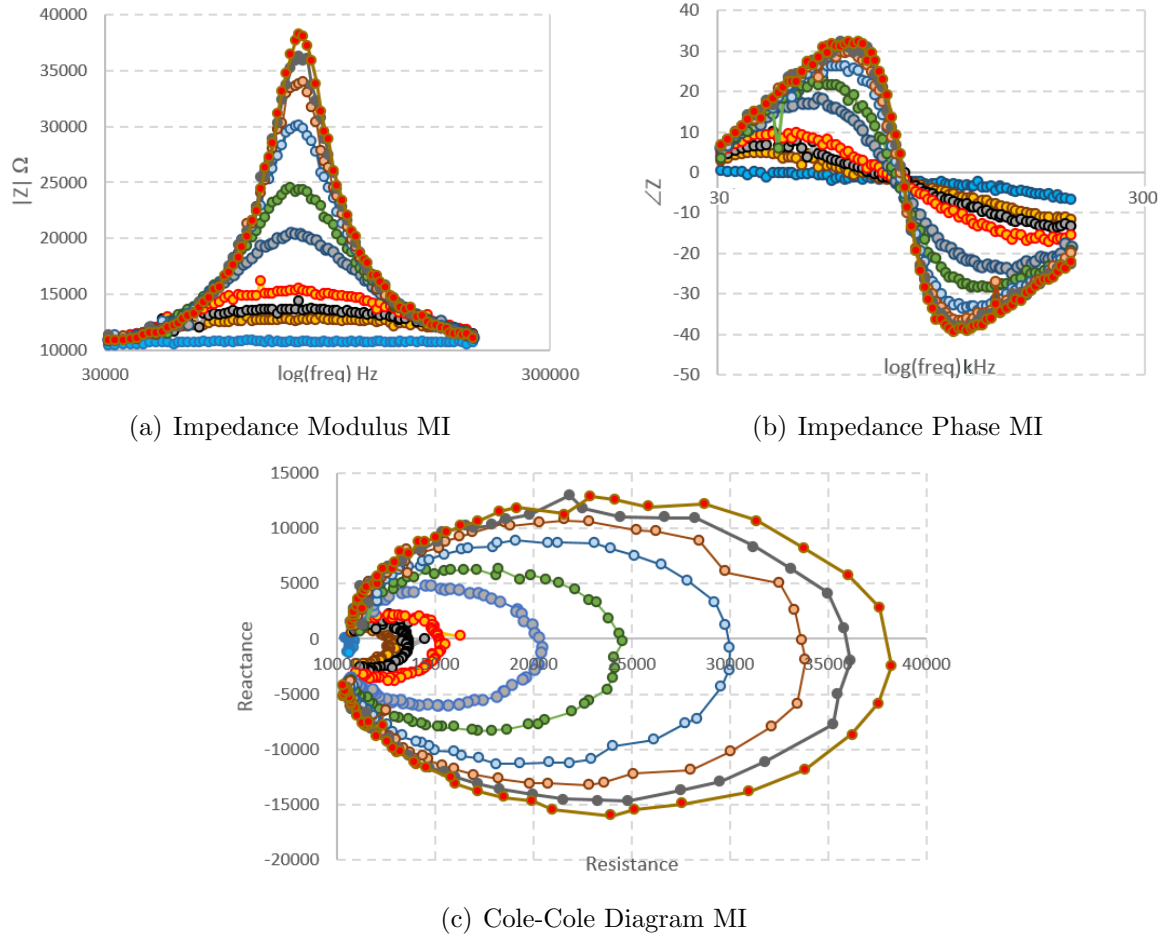 40000
35000
30000
25000
20000
15000
10000
|Z| Ω
30000
log(freq) Hz
300000
40
30
20
10
0
-10
-20
-30
-40
-50
∠Z
30
300
log(freq)kHz
(a) Impedance Modulus MI
(b) Impedance Phase MI
15000
10000
5000
0
-5000
-10000
-15000
-20000
Reactance
10000 15000 20000 25000 30000 35000 40000
Resistance
(c) Cole-Cole Diagram MI